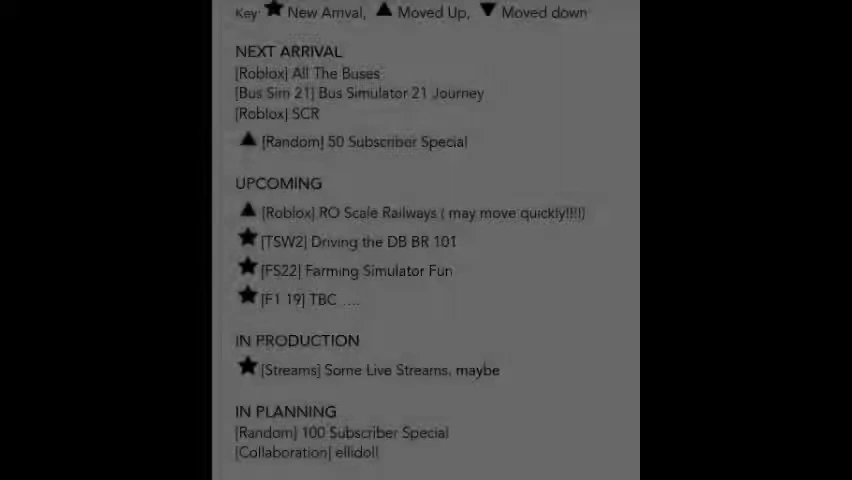 Key: ★ New Arrival, ▲ Moved Up, ▼ Moved down
NEXT ARRIVAL
[Roblox] All The Buses
[Bus Sim 21] Bus Simulator 21 Journey
[Roblox] SCR
▲ [Random] 50 Subscriber Special
UPCOMING
▲ [Roblox] RO Scale Railways ( may move quickly!!!!)
★ [TSW2] Driving the DB BR 101
★ [FS22] Farming Simulator Fun
★ [F1 19] TBC ....
IN PRODUCTION
★ [Streams] Some Live Streams, maybe
IN PLANNING
[Random] 100 Subscriber Special
[Collaboration] ellidoll